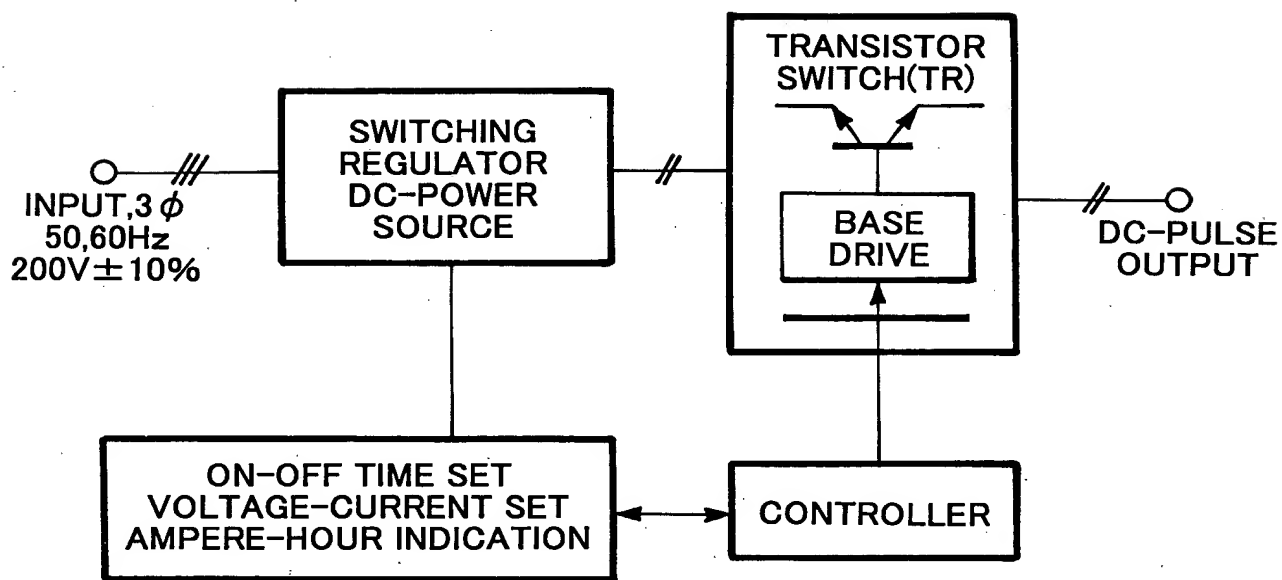 TRANSISTOR
SWITCH(TR)
SWITCHING
REGULATOR
DC-POWER
SOURCE
INPUT,3φ
50,60Hz
200V±10%
BASE
DRIVE
DC-PULSE
OUTPUT
ON-OFF TIME SET
VOLTAGE-CURRENT SET
AMPERE-HOUR INDICATION
CONTROLLER